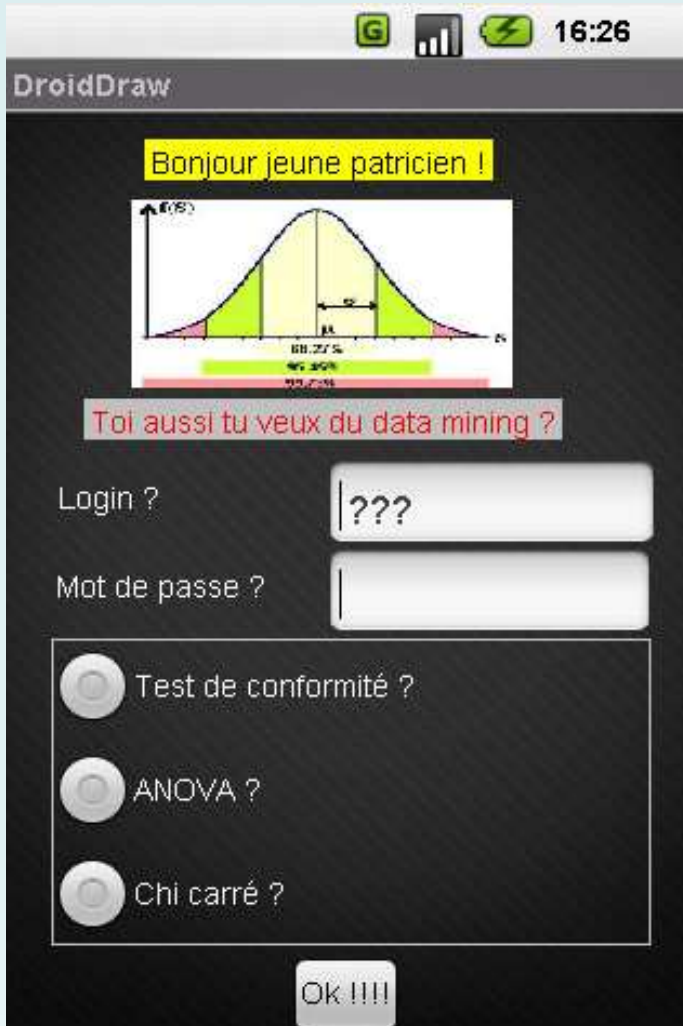 G 16:26
DroidDraw
Bonjour jeune patricien !
μ
68.27%
Toi aussi tu veux du data mining ?
Login ?
???
Mot de passe ?
Test de conformité ?
ANOVA ?
Chi carré ?
Ok !!!!